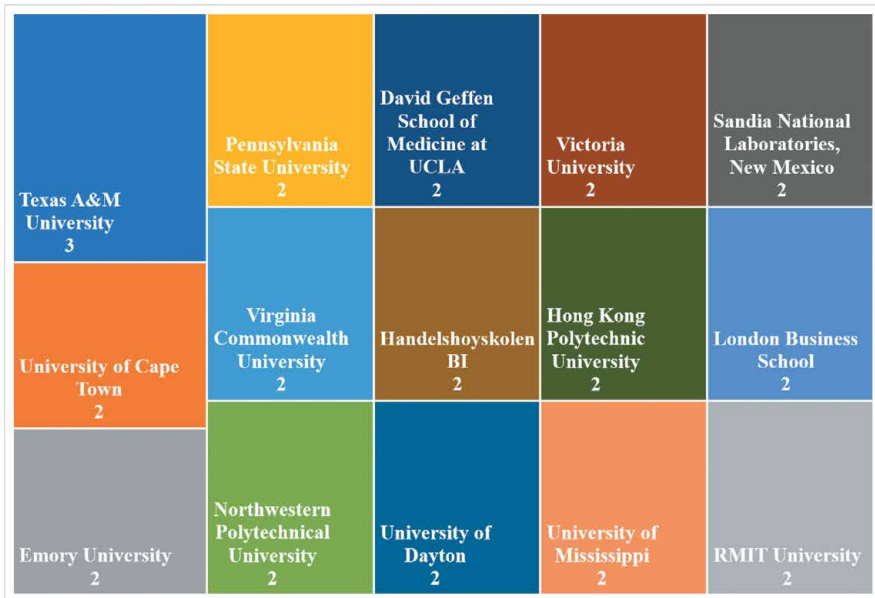 Texas A&M
University
3
University of Cape
Town
2
Emory University
2
Pennsylvania
State University
2
Virginia
Commonwealth
University
2
Northwestern
Polytechnical
University
2
David Geffen
School of
Medicine at
UCLA
2
Handelshoyskolen
BI
2
University of
Dayton
2
Victoria
University
2
Hong Kong
Polytechnic
University
2
University of
Mississippi
2
Sandia National
Laboratories,
New Mexico
2
London Business
School
2
RMIT University
2